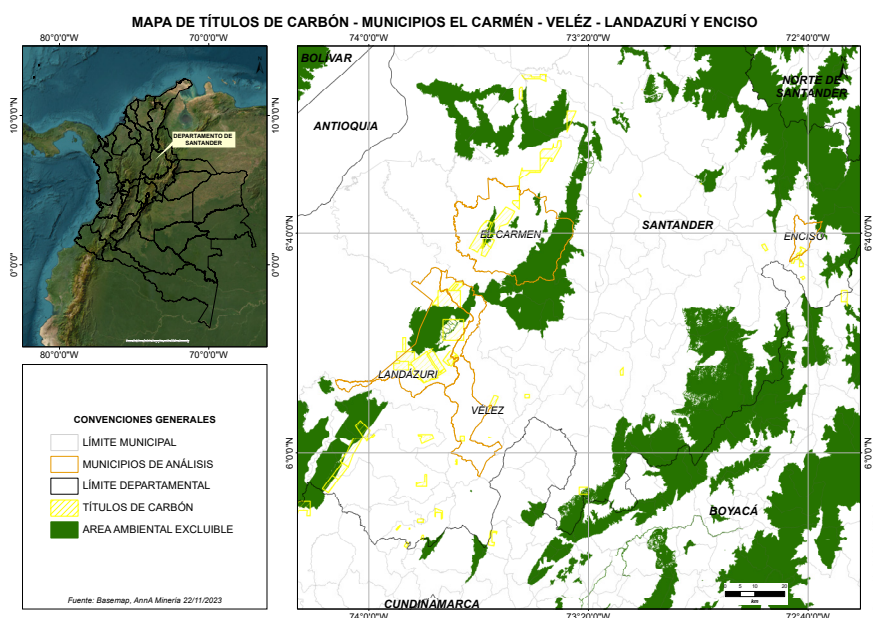 MAPA DE TÍTULOS DE CARBÓN - MUNICIPIOS EL CARMÉN - VELÉZ - LANDAZURÍ Y ENCISO
80°0'0"W 70°0'0"W
10°0'0"N
0°0'0"
DEPARTAMENTO DE
SANTANDER
10°0'0"N
0°0'0"
80°0'0"W 70°0'0"W
CONVENCIONES GENERALES
LÍMITE MUNICIPAL
MUNICIPIOS DE ANÁLISIS
LÍMITE DEPARTAMENTAL
TÍTULOS DE CARBÓN
AREA AMBIENTAL EXCLUIBLE
Fuente: Basemap, AnnA Minería 22/11/2023
74°0'0"W 73°20'0"W 72°40'0"W
BOLÍVAR
NORTE DE
SANTANDER
ANTIOQUIA
SANTANDER
EL CARMEN
ENCISO
6°40'0"N
6°40'0"N
LANDÁZURI
VÉLEZ
6°0'0"N
6°0'0"N
BOYACÁ
0 5 10 20
Km
CUNDINAMARCA
74°0'0"W 73°20'0"W 72°40'0"W